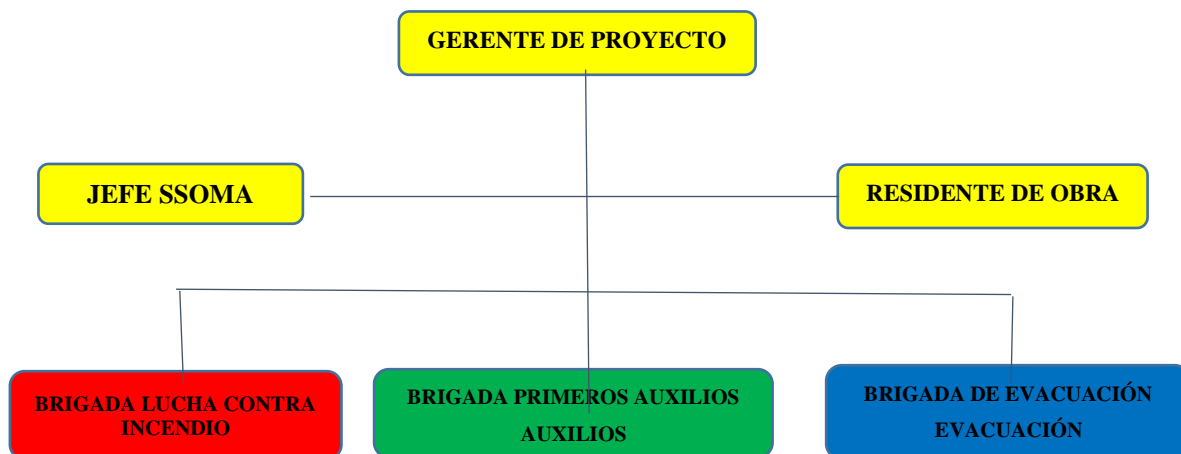 GERENTE DE PROYECTO
JEFE SSOMA
RESIDENTE DE OBRA
BRIGADA LUCHA CONTRA
INCENDIO
BRIGADA PRIMEROS AUXILIOS
AUXILIOS
BRIGADA DE EVACUACIÓN
EVACUACIÓN